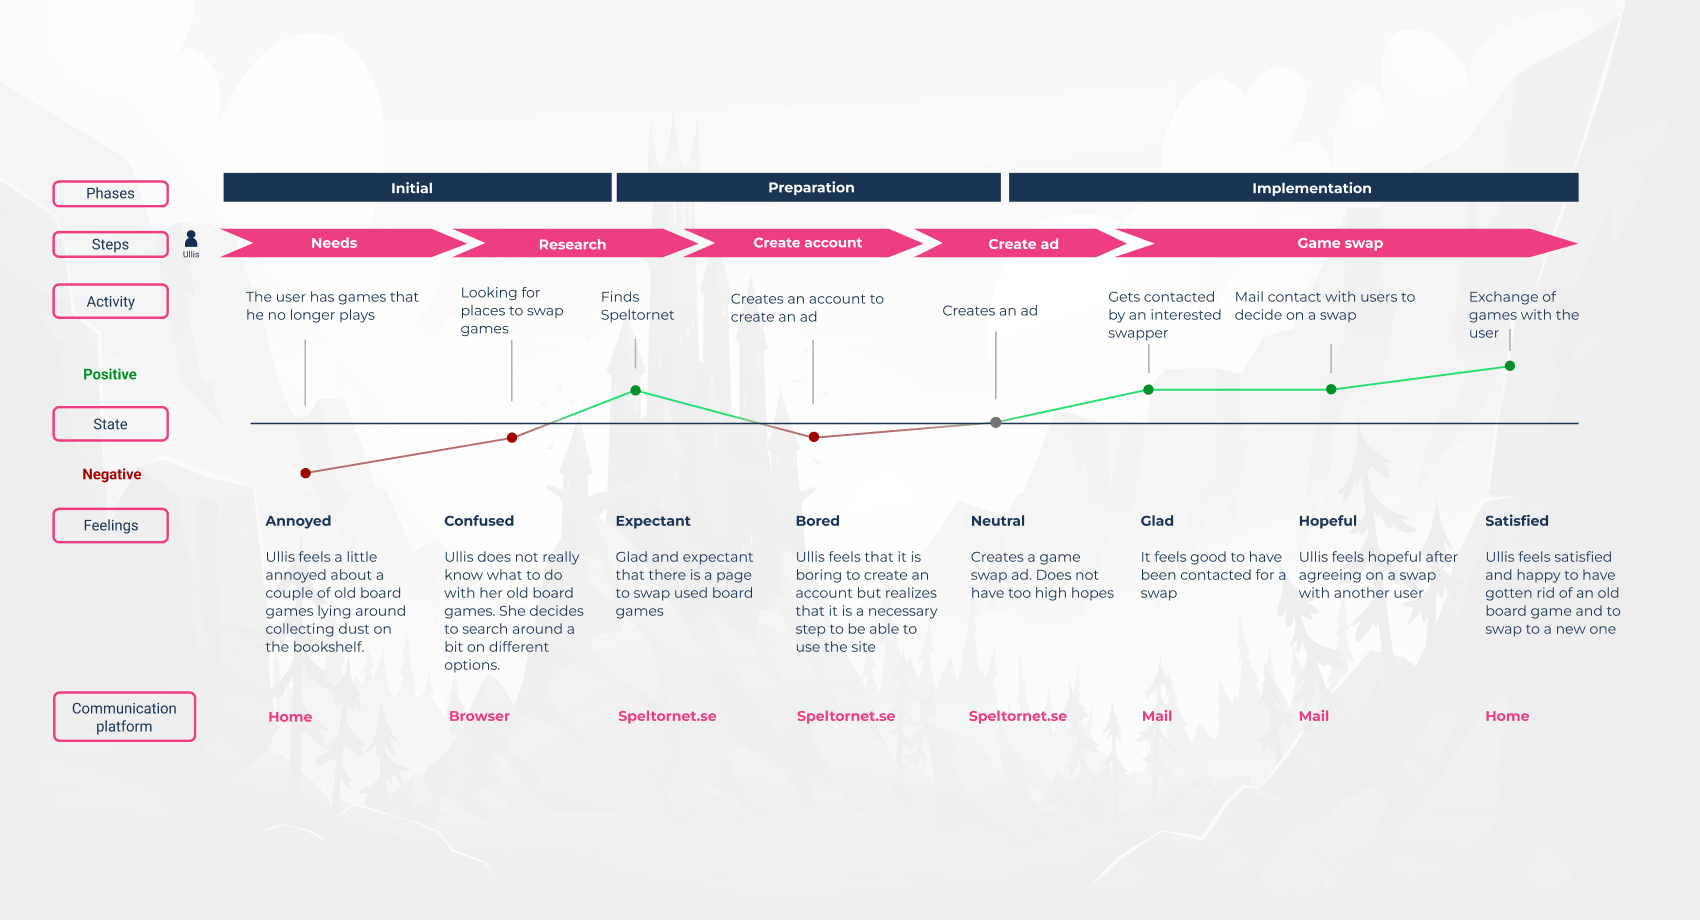 Phases
Initial
Preparation
Implementation
Steps
Ullis
Needs
Research
Create account
Create ad
Game swap
Activity
The user has games that
he no longer plays
Looking for
places to swap
games
Finds
Speltornet
Creates an account to
create an ad
Creates an ad
Gets contacted
by an interested
swapper
Mail contact with users to
decide on a swap
Exchange of
games with the
user
Positive
State
Negative
Feelings
Annoyed
Ullis feels a little
annoyed about a
couple of old board
games lying around
collecting dust on
the bookshelf.
Confused
Ullis does not really
know what to do
with her old board
games. She decides
to search around a
bit on different
options.
Expectant
Glad and expectant
that there is a page
to swap used board
games
Bored
Ullis feels that it is
boring to create an
account but realizes
that it is a necessary
step to be able to
use the site
Neutral
Creates a game
swap ad. Does not
have too high hopes
Glad
It feels good to have
been contacted for a
swap
Hopeful
Ullis feels hopeful after
agreeing on a swap
with another user
Satisfied
Ullis feels satisfied
and happy to have
gotten rid of an old
board game and to
swap to a new one
Communication
platform
Home
Browser
Speltornet.se
Speltornet.se
Speltornet.se
Mail
Mail
Home